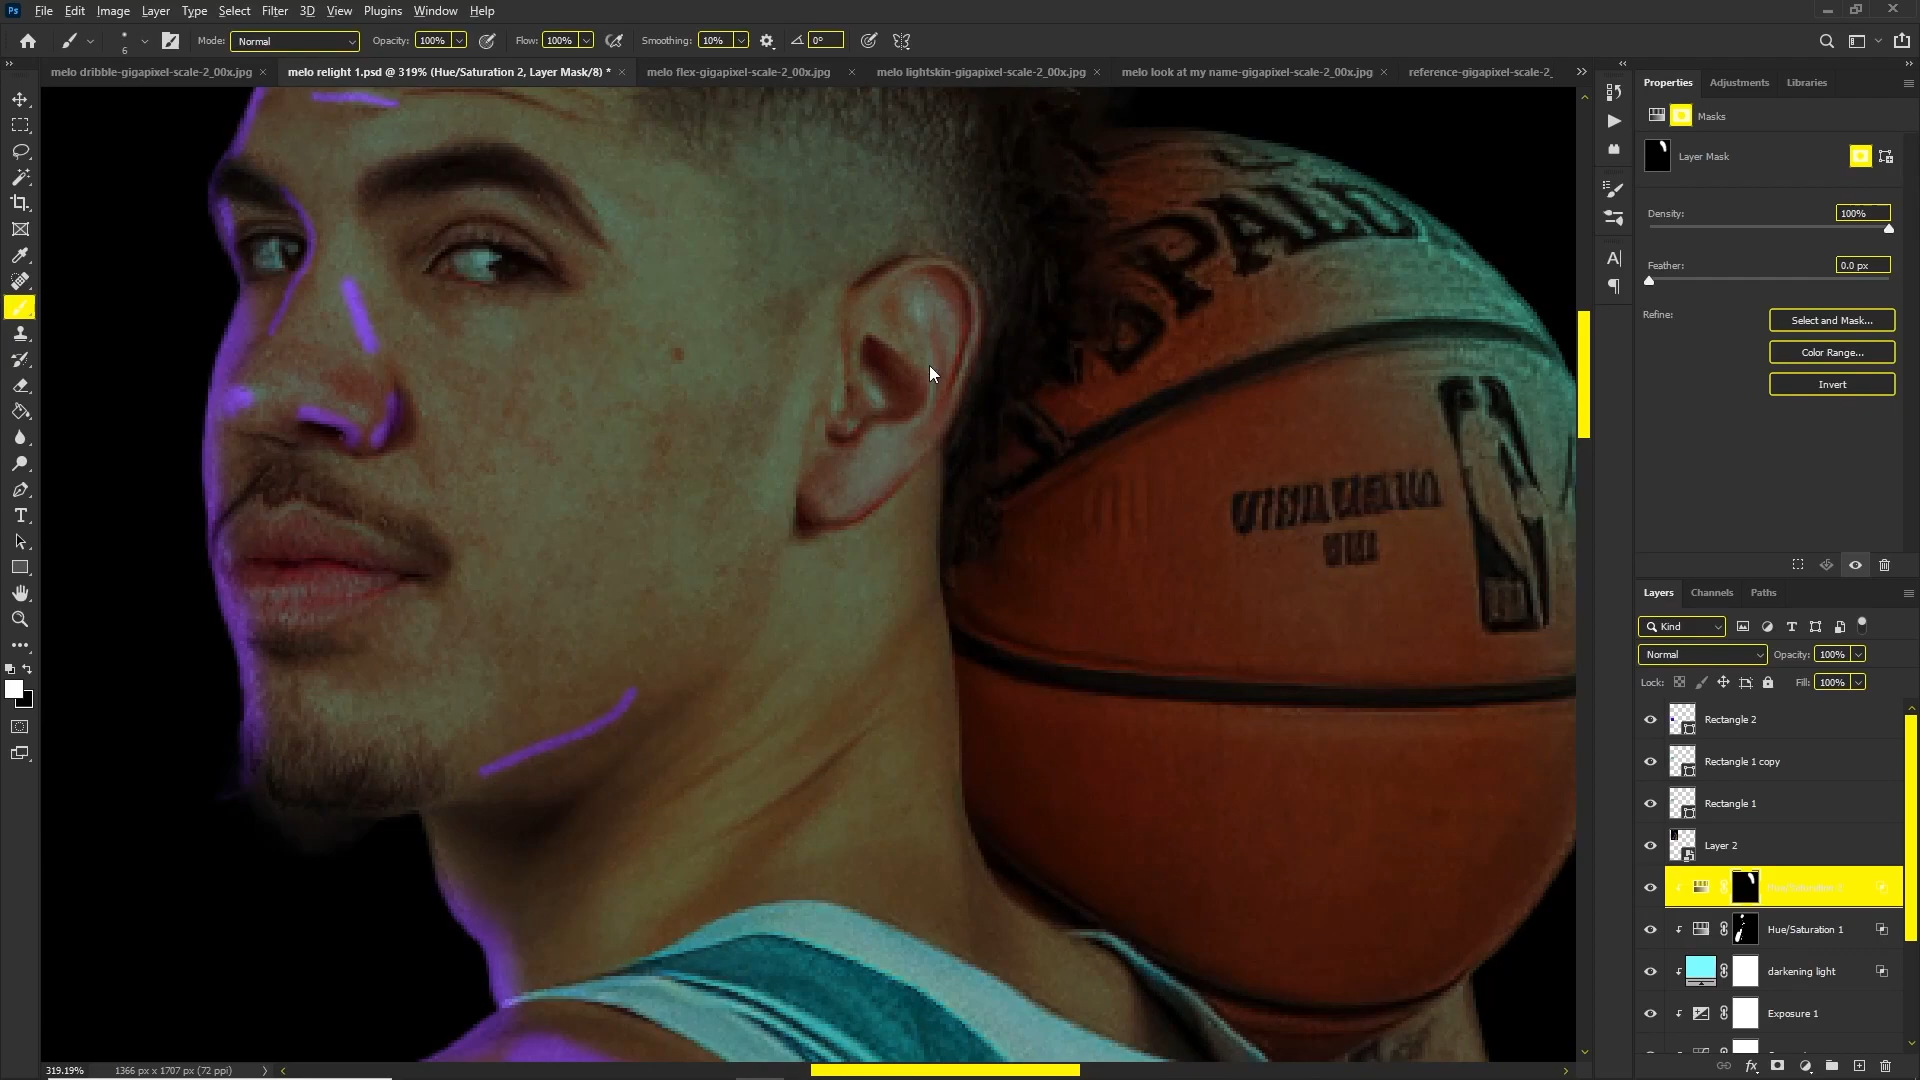 Ps File Edit Image Layer Type Select Filter 3D View Plugins Window Help
6 Mode: Normal Opacity: 100% Flow: 100% Smoothing: 10% 0°
melo dribble-gigapixel-scale-2_00x.jpg × melo relight 1.psd @ 319% (Hue/Saturation 2, Layer Mask/8) * × melo flex-gigapixel-scale-2_00x.jpg × melo lightskin-gigapixel-scale-2_00x.jpg × melo look at my name-gigapixel-scale-2_00x.jpg × reference-gigapixel-scale-2_
Properties Adjustments Libraries
Masks
Layer Mask
Density: 100%
Feather: 0.0 px
Refine: Select and Mask...
Color Range...
Invert
Layers Channels Paths
Kind
Normal Opacity: 100%
Lock: Fill: 100%
Rectangle 2
Rectangle 1 copy
Rectangle 1
Layer 2
Hue/Saturation 2
Hue/Saturation 1
darkening light
Exposure 1
319.19% 1366 px x 1707 px (72 ppi)